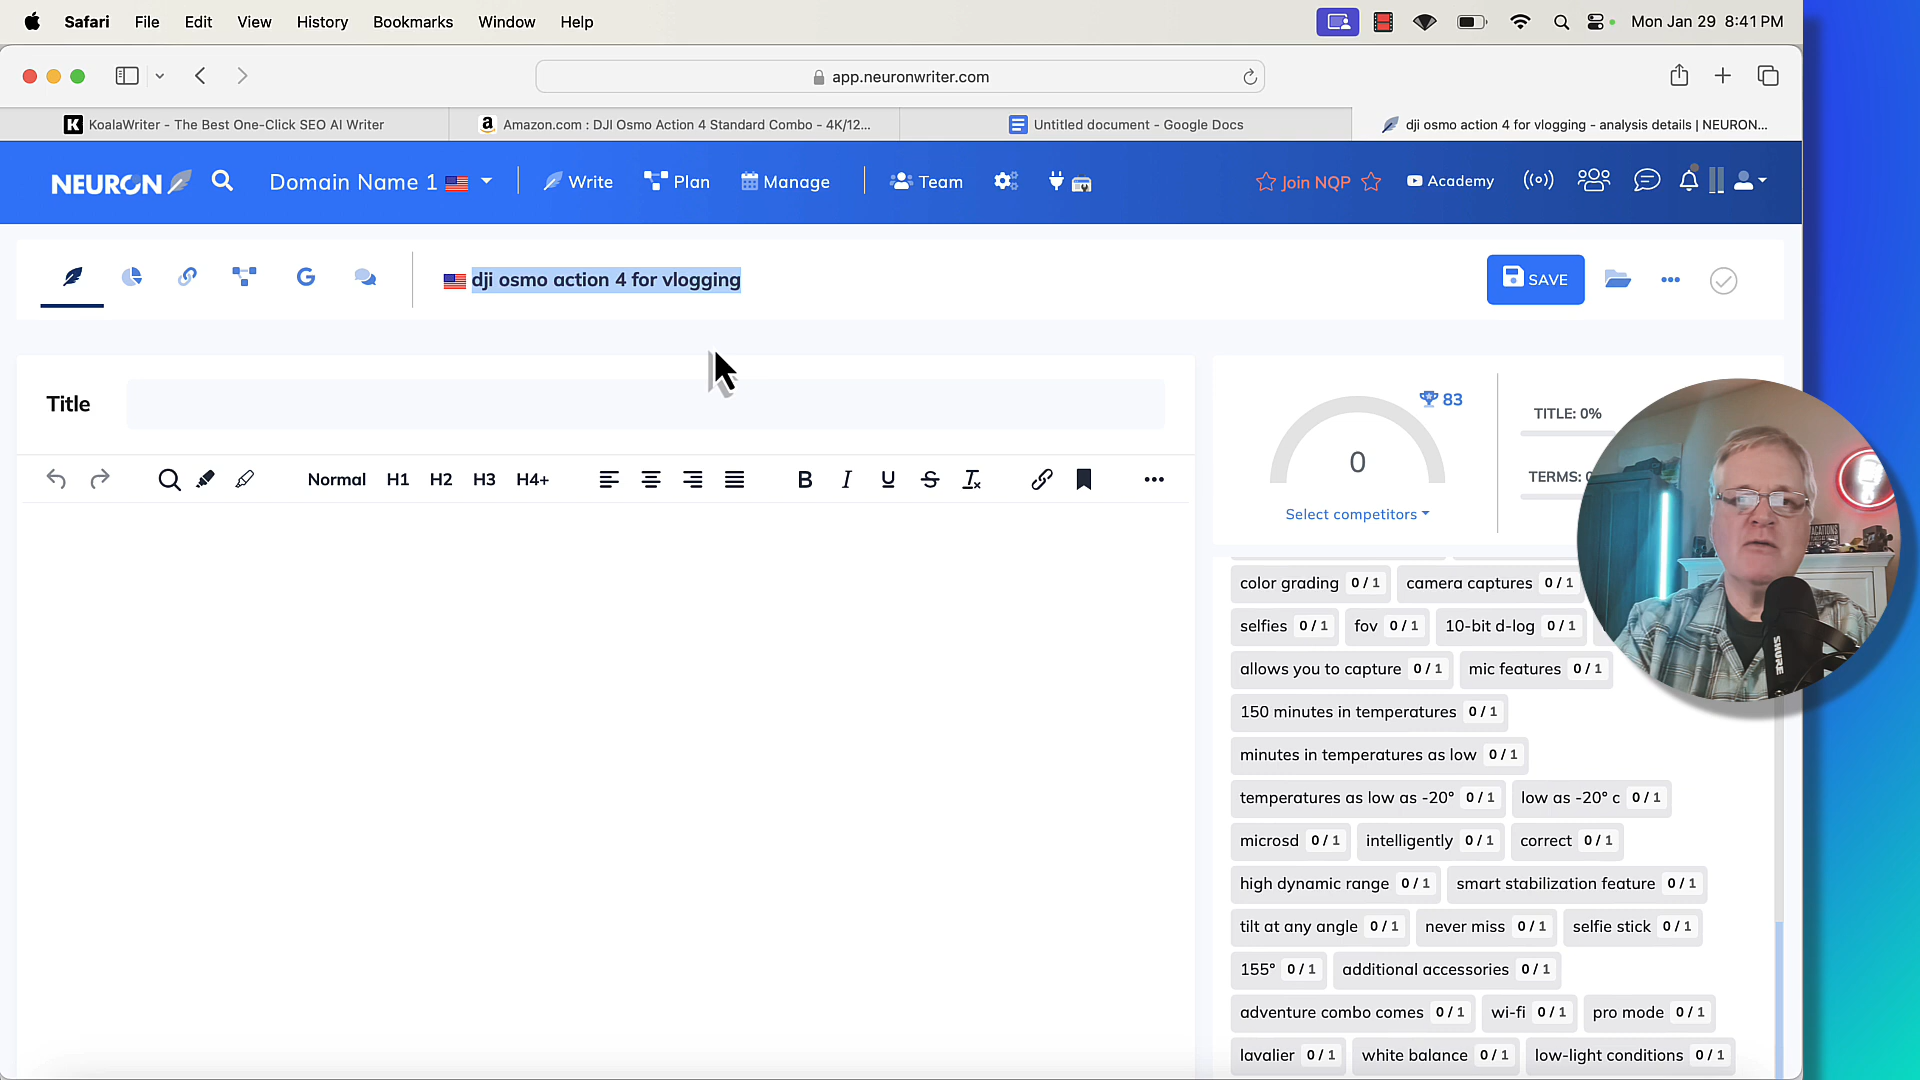 Safari File Edit View History Bookmarks Window Help Mon Jan 29 8:41 PM
app.neuronwriter.com
K KoalaWriter - The Best One-Click SEO AI Writer
a Amazon.com : DJI Osmo Action 4 Standard Combo - 4K/12...
Untitled document - Google Docs
dji osmo action 4 for vlogging - analysis details | NEURON...
NEURON Domain Name 1 Write Plan Manage Team Join NQP Academy
G dji osmo action 4 for vlogging SAVE
Title
83
0
Select competitors
TITLE: 0%
TERMS:
Normal H1 H2 H3 H4+ B I U S Tx
color grading 0 / 1 camera captures 0 / 1
selfies 0 / 1 fov 0 / 1 10-bit d-log 0 / 1
allows you to capture 0 / 1 mic features 0 / 1
150 minutes in temperatures 0 / 1
minutes in temperatures as low 0 / 1
temperatures as low as -20° 0 / 1 low as -20° c 0 / 1
microsd 0 / 1 intelligently 0 / 1 correct 0 / 1
high dynamic range 0 / 1 smart stabilization feature 0 / 1
tilt at any angle 0 / 1 never miss 0 / 1 selfie stick 0 / 1
155° 0 / 1 additional accessories 0 / 1
adventure combo comes 0 / 1 wi-fi 0 / 1 pro mode 0 / 1
lavalier 0 / 1 white balance 0 / 1 low-light conditions 0 / 1
SHURE